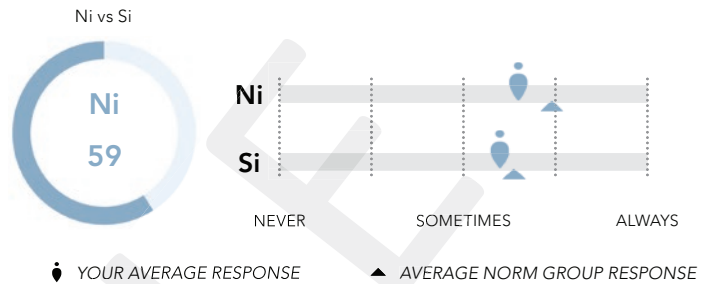 Ni vs Si
Ni
59
Ni
Si
NEVER SOMETIMES ALWAYS
YOUR AVERAGE RESPONSE AVERAGE NORM GROUP RESPONSE